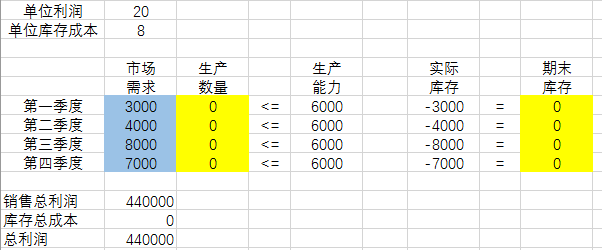 单位利润 20
单位库存成本 8
市场 生产 生产 实际 期末
需求 数量 能力 库存 库存
第一季度 3000 0 <= 6000 -3000 = 0
第二季度 4000 0 <= 6000 -4000 = 0
第三季度 8000 0 <= 6000 -8000 = 0
第四季度 7000 0 <= 6000 -7000 = 0
销售总利润 440000
库存总成本 0
总利润 440000